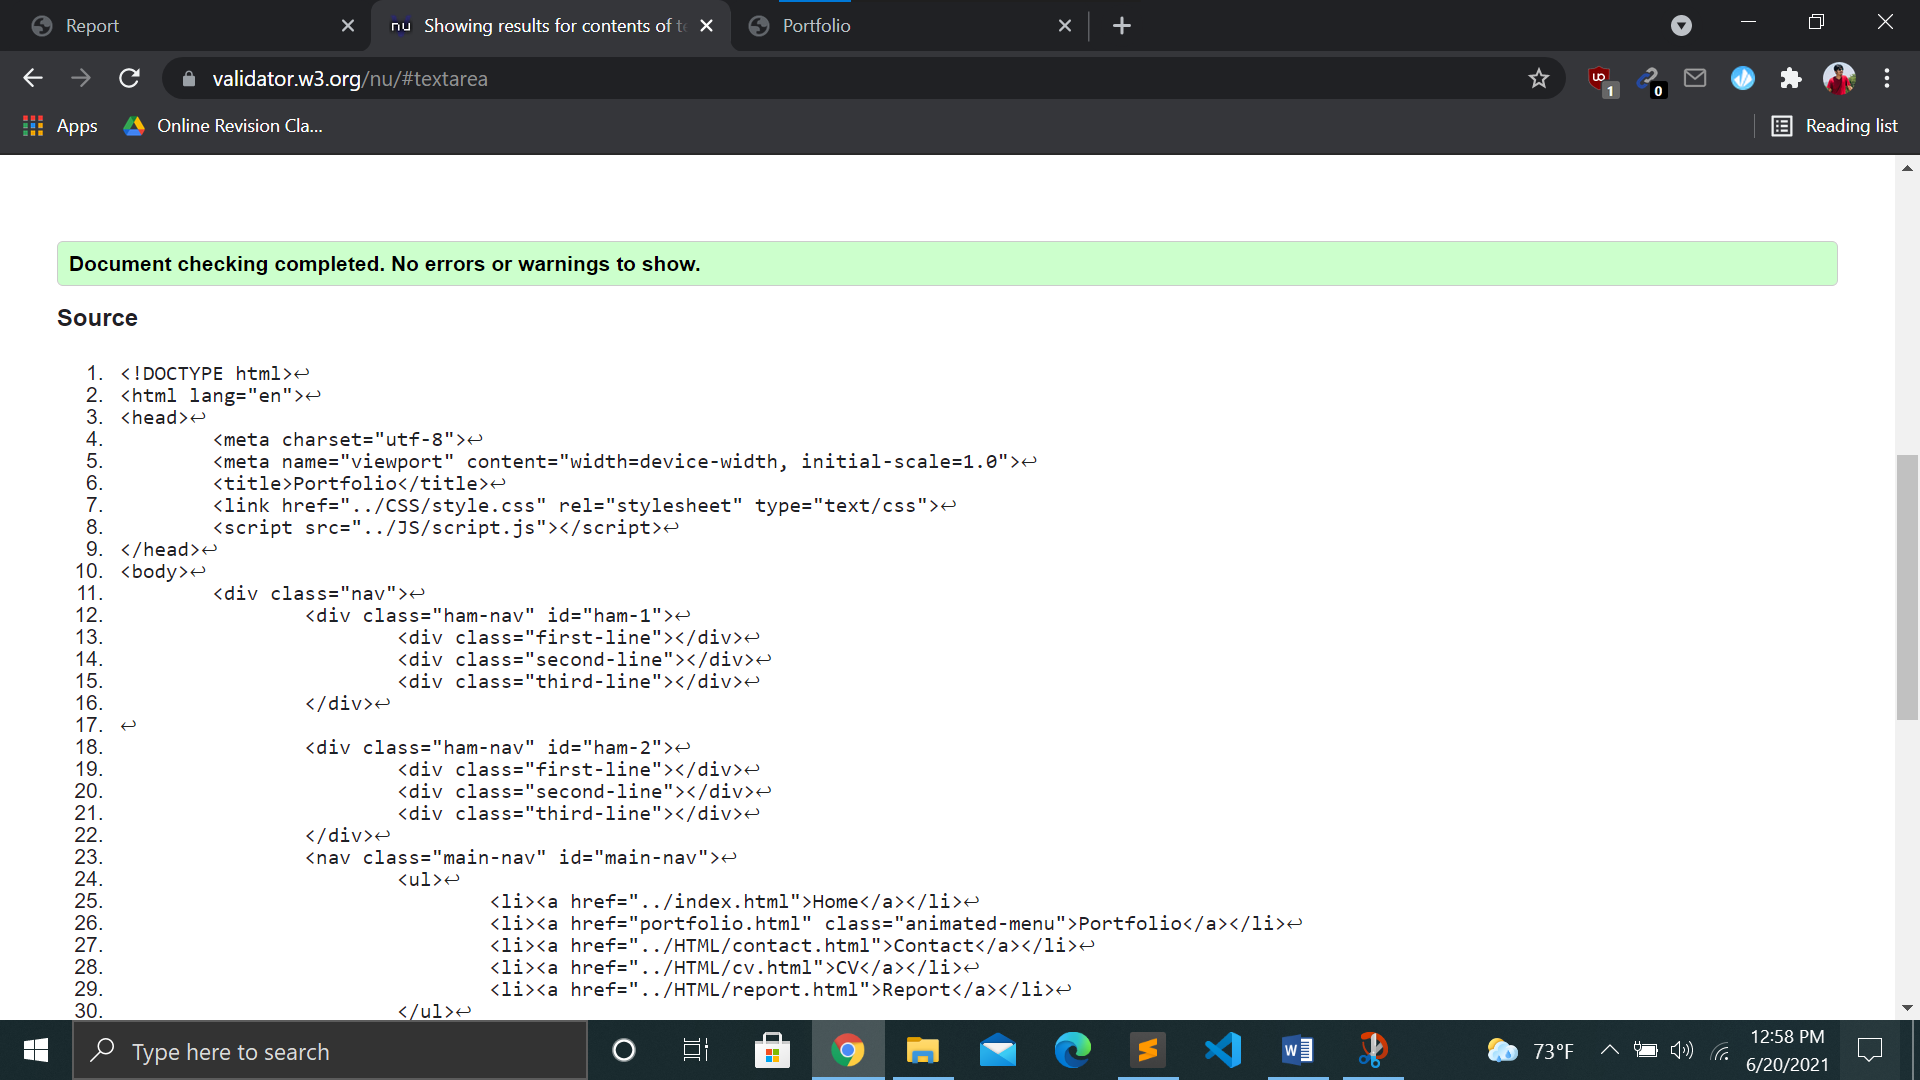 Report
nu Showing results for contents of te
Portfolio
validator.w3.org/nu/#textarea
1
0
Apps
Online Revision Cla...
Reading list
Document checking completed. No errors or warnings to show.
Source
1. <!DOCTYPE html>↩
2. <html lang="en">↩
3. <head>↩
4. <meta charset="utf-8">↩
5. <meta name="viewport" content="width=device-width, initial-scale=1.0">↩
6. <title>Portfolio</title>↩
7. <link href="../CSS/style.css" rel="stylesheet" type="text/css">↩
8. <script src="../JS/script.js"></script>↩
9. </head>↩
10. <body>↩
11. <div class="nav">↩
12. <div class="ham-nav" id="ham-1">↩
13. <div class="first-line"></div>↩
14. <div class="second-line"></div>↩
15. <div class="third-line"></div>↩
16. </div>↩
17. ↩
18. <div class="ham-nav" id="ham-2">↩
19. <div class="first-line"></div>↩
20. <div class="second-line"></div>↩
21. <div class="third-line"></div>↩
22. </div>↩
23. <nav class="main-nav" id="main-nav">↩
24. <ul>↩
25. <li><a href="../index.html">Home</a></li>↩
26. <li><a href="portfolio.html" class="animated-menu">Portfolio</a></li>↩
27. <li><a href="../HTML/contact.html">Contact</a></li>↩
28. <li><a href="../HTML/cv.html">CV</a></li>↩
29. <li><a href="../HTML/report.html">Report</a></li>↩
30. </ul>↩
Type here to search
73°F
12:58 PM
6/20/2021